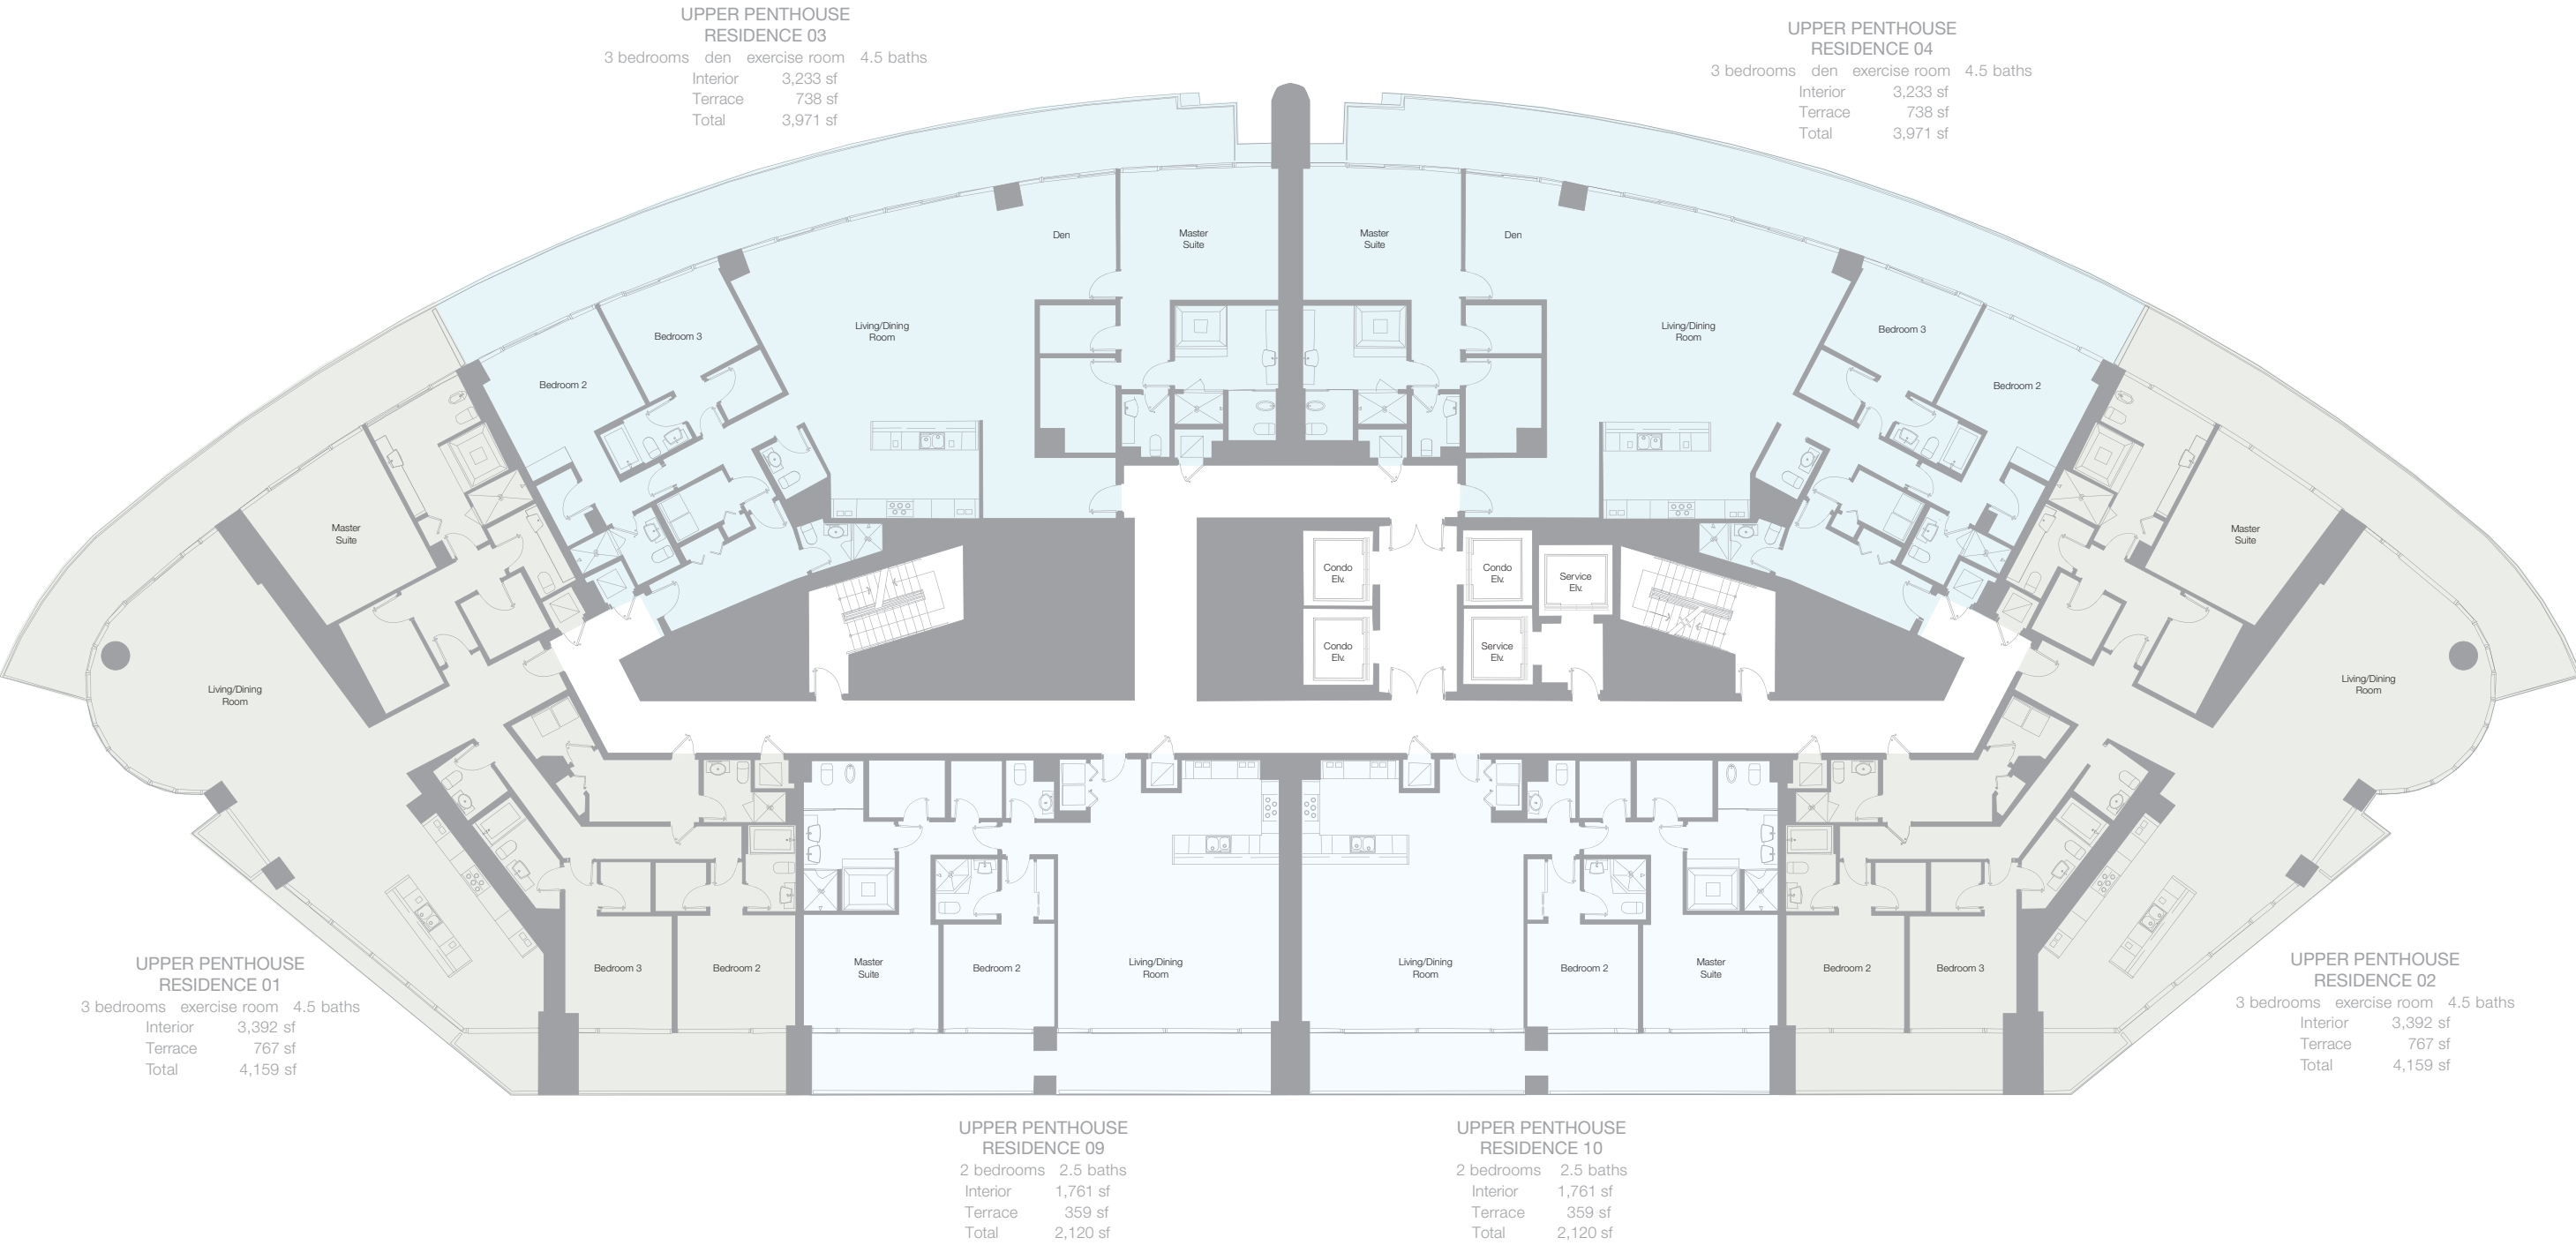 UPPER PENTHOUSE
RESIDENCE 03
3 bedrooms den exercise room 4.5 baths
Interior 3,233 sf
Terrace 738 sf
Total 3,971 sf
UPPER PENTHOUSE
RESIDENCE 04
3 bedrooms den exercise room 4.5 baths
Interior 3,233 sf
Terrace 738 sf
Total 3,971 sf
Den
Master
Suite
Master
Suite
Den
Bedroom 3
Living/Dining
Room
Living/Dining
Room
Bedroom 3
Bedroom 2
Bedroom 2
Master
Suite
Master
Suite
Condo
Elv.
Condo
Elv.
Service
Elv.
Condo
Elv.
Service
Elv.
Living/Dining
Room
Living/Dining
Room
Bedroom 3
Bedroom 2
Master
Suite
Bedroom 2
Living/Dining
Room
Living/Dining
Room
Bedroom 2
Master
Suite
Bedroom 2
Bedroom 3
UPPER PENTHOUSE
RESIDENCE 01
3 bedrooms exercise room 4.5 baths
Interior 3,392 sf
Terrace 767 sf
Total 4,159 sf
UPPER PENTHOUSE
RESIDENCE 02
3 bedrooms exercise room 4.5 baths
Interior 3,392 sf
Terrace 767 sf
Total 4,159 sf
UPPER PENTHOUSE
RESIDENCE 09
2 bedrooms 2.5 baths
Interior 1,761 sf
Terrace 359 sf
Total 2,120 sf
UPPER PENTHOUSE
RESIDENCE 10
2 bedrooms 2.5 baths
Interior 1,761 sf
Terrace 359 sf
Total 2,120 sf